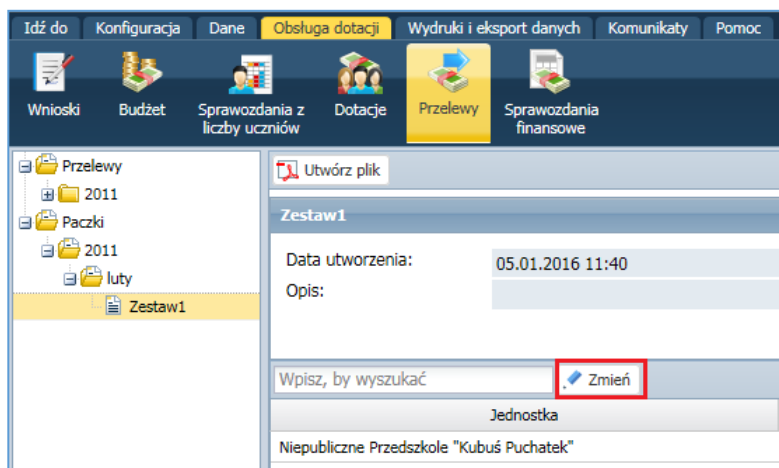 Idź do Konfiguracja Dane Obsługa dotacji Wydruki i eksport danych Komunikaty Pomoc
Wnioski Budżet Sprawozdania z liczby uczniów Dotacje Przelewy Sprawozdania finansowe
Przelewy
2011
Paczki
2011
luty
Zestaw1
Utwórz plik
Zestaw1
Data utworzenia: 05.01.2016 11:40
Opis:
Wpisz, by wyszukać Zmień
Jednostka
Niepubliczne Przedszkole "Kubuś Puchatek"